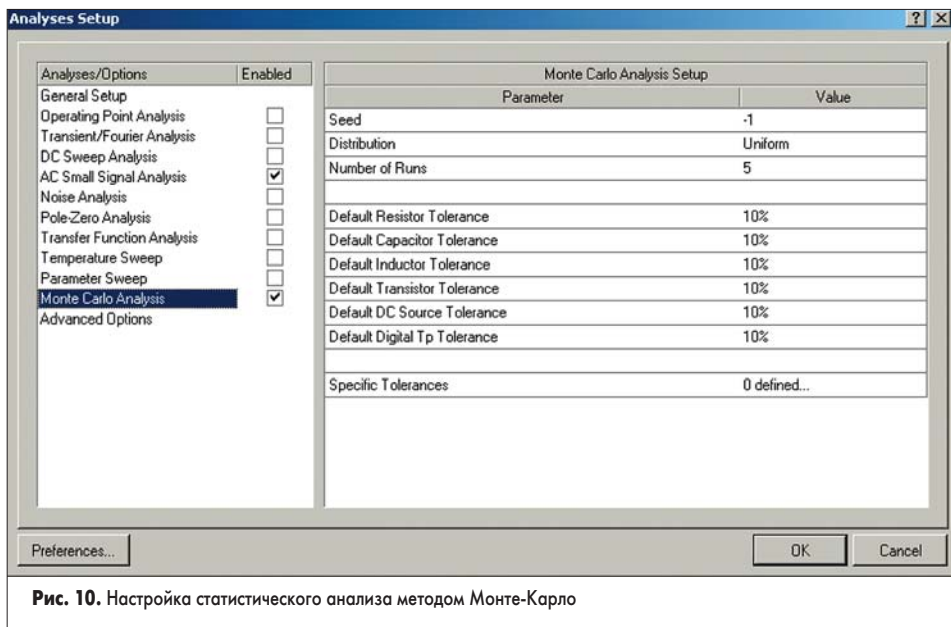 Analyses Setup
Analyses/Options Enabled
General Setup
Operating Point Analysis
Transient/Fourier Analysis
DC Sweep Analysis
AC Small Signal Analysis
Noise Analysis
Pole-Zero Analysis
Transfer Function Analysis
Temperature Sweep
Parameter Sweep
Monte Carlo Analysis
Advanced Options
Monte Carlo Analysis Setup
Parameter Value
Seed -1
Distribution Uniform
Number of Runs 5
Default Resistor Tolerance 10%
Default Capacitor Tolerance 10%
Default Inductor Tolerance 10%
Default Transistor Tolerance 10%
Default DC Source Tolerance 10%
Default Digital Tp Tolerance 10%
Specific Tolerances 0 defined...
Preferences... OK Cancel
Рис. 10. Настройка статистического анализа методом Монте-Карло